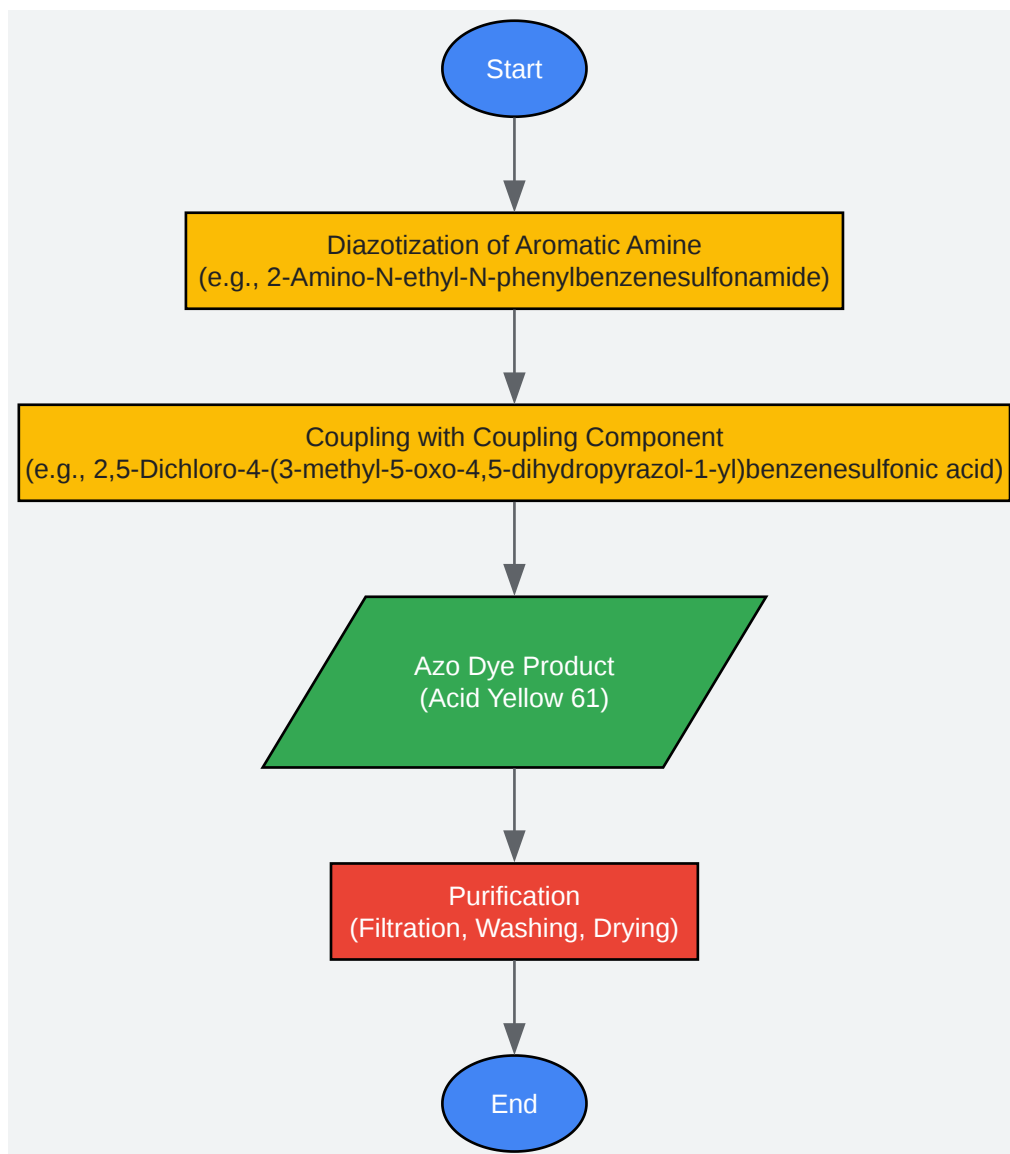 Start
Diazotization of Aromatic Amine
(e.g., 2-Amino-N-ethyl-N-phenylbenzenesulfonamide)
Coupling with Coupling Component
(e.g., 2,5-Dichloro-4-(3-methyl-5-oxo-4,5-dihydropyrazol-1-yl)benzenesulfonic acid)
Azo Dye Product
(Acid Yellow 61)
Purification
(Filtration, Washing, Drying)
End